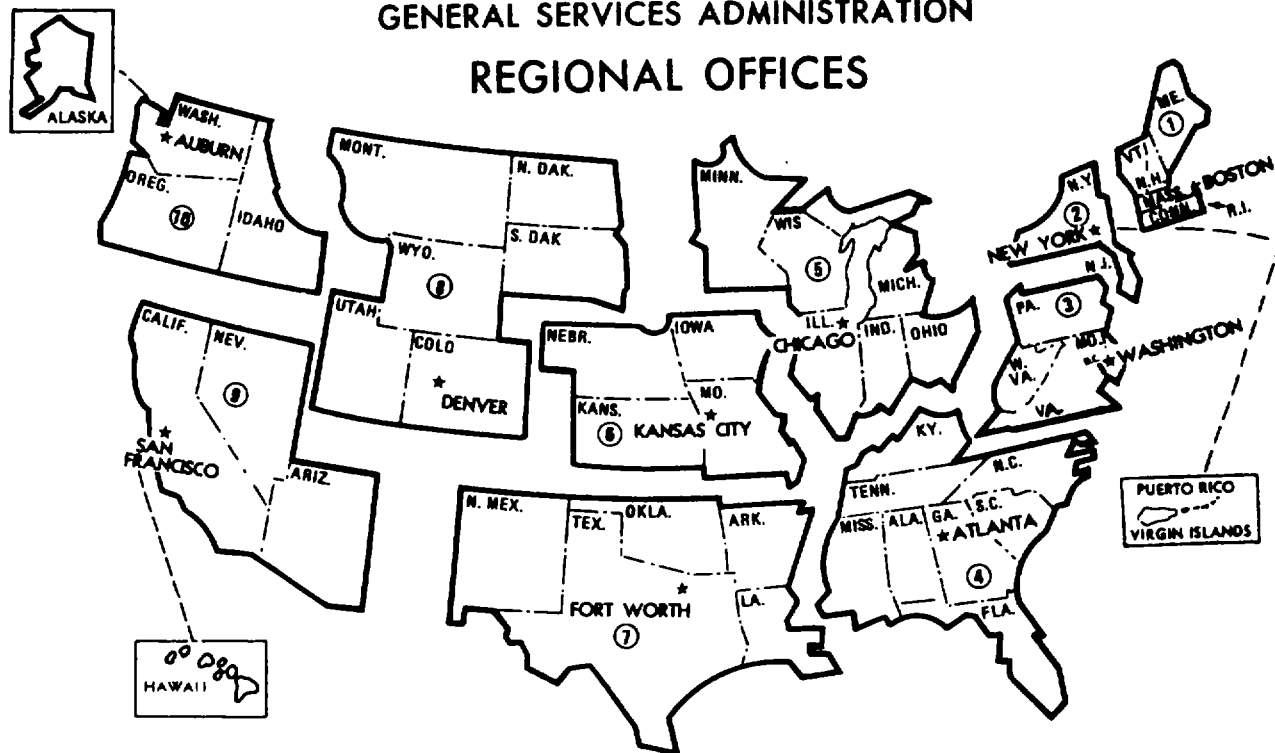 GENERAL SERVICES ADMINISTRATION
REGIONAL OFFICES
ALASKA
WASH.
AUBURN
OREG.
10
IDAHO
MONT.
N. DAK.
S. DAK
WYO.
8
UTAH
COLO
DENVER
CALIF.
NEV.
9
SAN
FRANCISCO
ARIZ.
HAWAII
NEBR.
IOWA
KANS.
6
MO.
KANSAS CITY
N. MEX.
TEX.
OKLA.
ARK.
LA.
FORT WORTH
7
MINN.
WIS
5
MICH.
ILL.
CHICAGO
IND.
OHIO
KY.
TENN.
N.C.
MISS.
ALA.
GA.
S.C.
ATLANTA
4
FLA.
ME.
1
VT.
N.H.
MASS.
BOSTON
CONN.
R.I.
N.Y
2
NEW YORK
N.J.
PA.
3
MD.
D.C.
WASHINGTON
W.
VA.
VA.
PUERTO RICO
VIRGIN ISLANDS